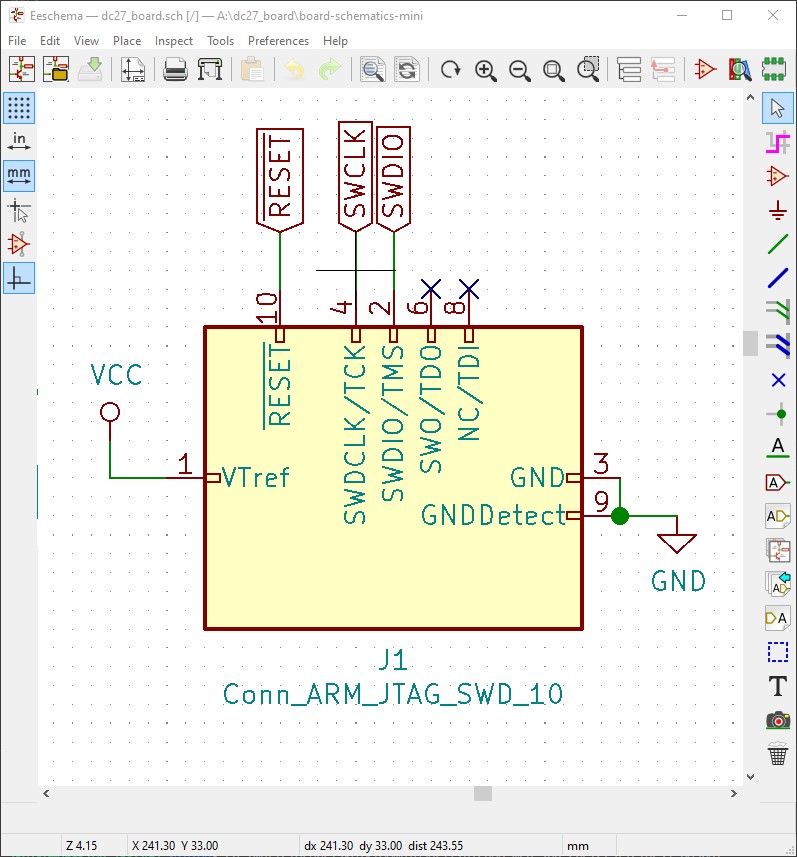 Eeschema — dc27_board.sch [/] — A:\dc27_board\board-schematics-mini
File Edit View Place Inspect Tools Preferences Help
in
mm
A
A
AD
AD
DA
T
RESET
SWCLK
SWDIO
10
4
2
6
8
RESET
SWDCLK/TCK
SWDIO/TMS
SWO/TDO
NC/TDI
VCC
1
VTref
GND
3
GNDDetect
9
GND
J1
Conn_ARM_JTAG_SWD_10
Z 4.15 X 241.30 Y 33.00 dx 241.30 dy 33.00 dist 243.55 mm